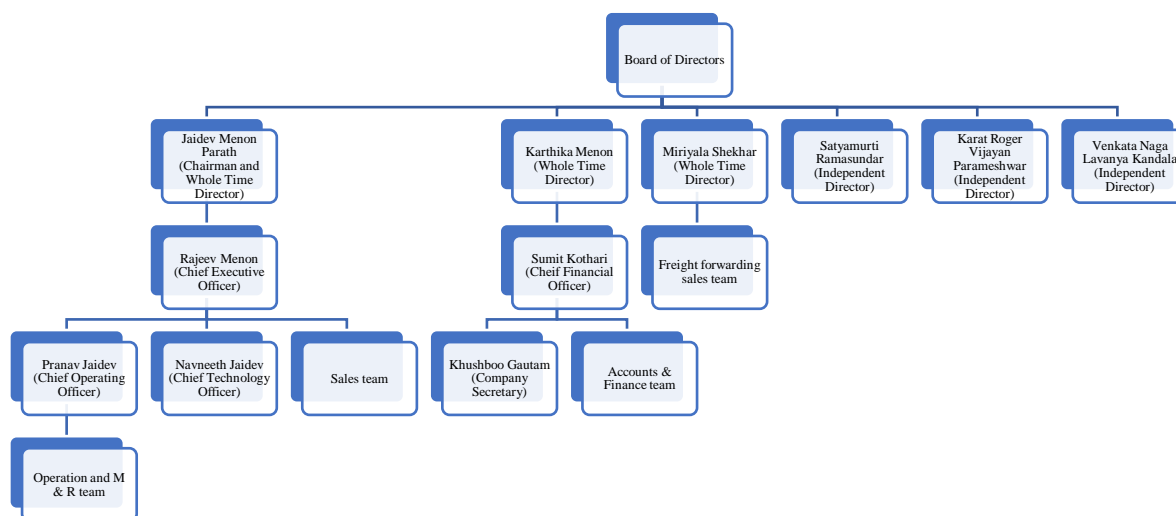 Board of Directors
Jaidev Menon
Parath
(Chairman and
Whole Time
Director)
Karthika Menon
(Whole Time
Director)
Miriyala Shekhar
(Whole Time
Director)
Satyamurti
Ramasundar
(Independent
Director)
Karat Roger
Vijayan
Parameshwar
(Independent
Director)
Venkata Naga
Lavanya Kandala
(Independent
Director)
Rajeev Menon
(Chief Executive
Officer)
Sumit Kothari
(Cheif Financial
Officer)
Freight forwarding
sales team
Pranav Jaidev
(Chief Operating
Officer)
Navneeth Jaidev
(Chief Technology
Officer)
Sales team
Khushboo Gautam
(Company
Secretary)
Accounts &
Finance team
Operation and M
& R team